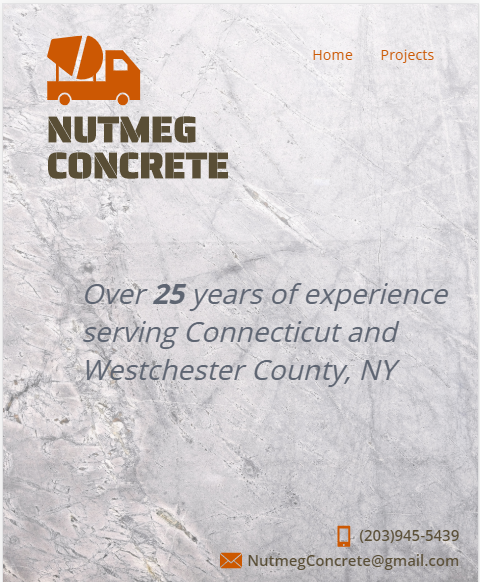 Home Projects
NUTMEG
CONCRETE
Over 25 years of experience
serving Connecticut and
Westchester County, NY
(203)945-5439
NutmegConcrete@gmail.com